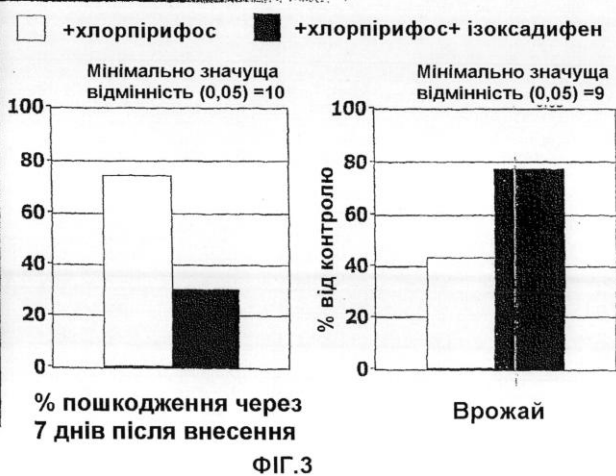 +хлорпірифос
+хлорпірифос+ ізоксадифен
Мінімально значуща
відмінність (0,05) =10
100
80
60
40
20
0
% пошкодження через
7 днів після внесення
Мінімально значуща
відмінність (0,05) =9
% від контролю
100
80
60
40
20
0
Врожай
ФІГ.3